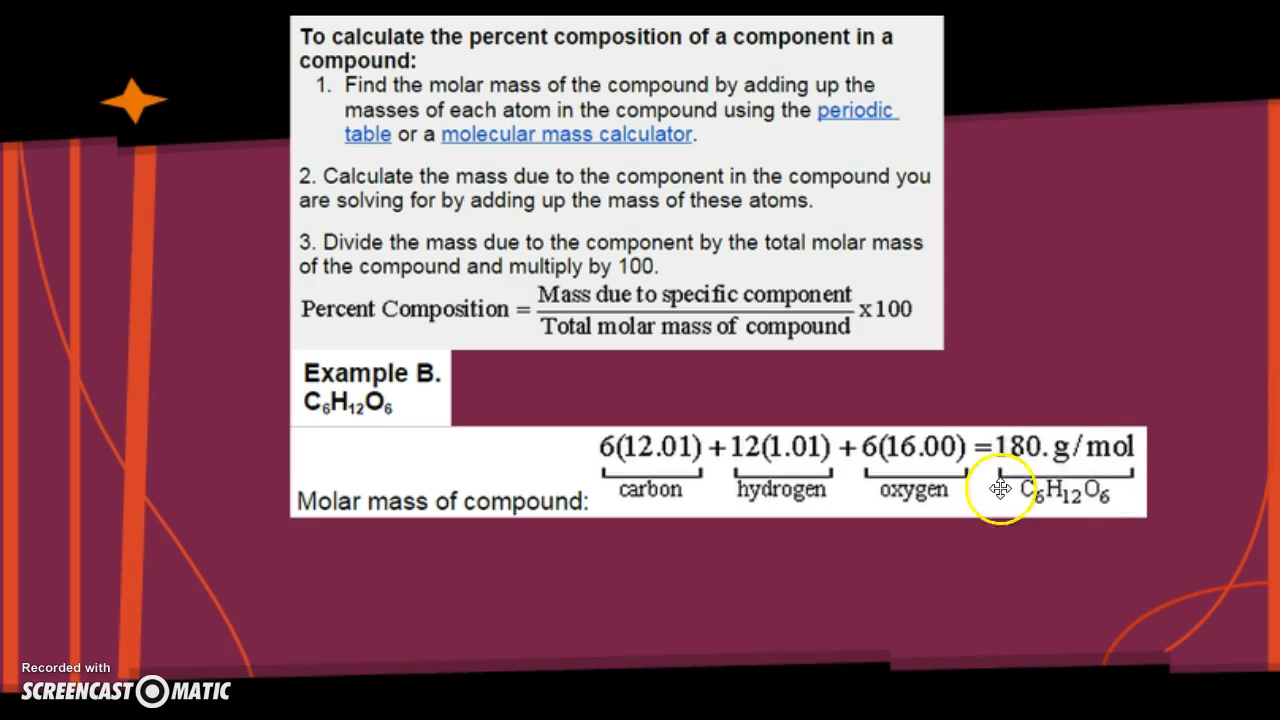 To calculate the percent composition of a component in a
compound:
1. Find the molar mass of the compound by adding up the
masses of each atom in the compound using the periodic
table or a molecular mass calculator.
2. Calculate the mass due to the component in the compound you
are solving for by adding up the mass of these atoms.
3. Divide the mass due to the component by the total molar mass
of the compound and multiply by 100.
Percent Composition = Mass due to specific component / Total molar mass of compound x 100
Example B.
C₆H₁₂O₆
6(12.01) + 12(1.01) + 6(16.00) = 180. g/mol
carbon hydrogen oxygen C₆H₁₂O₆
Molar mass of compound:
Recorded with
SCREENCAST O MATIC